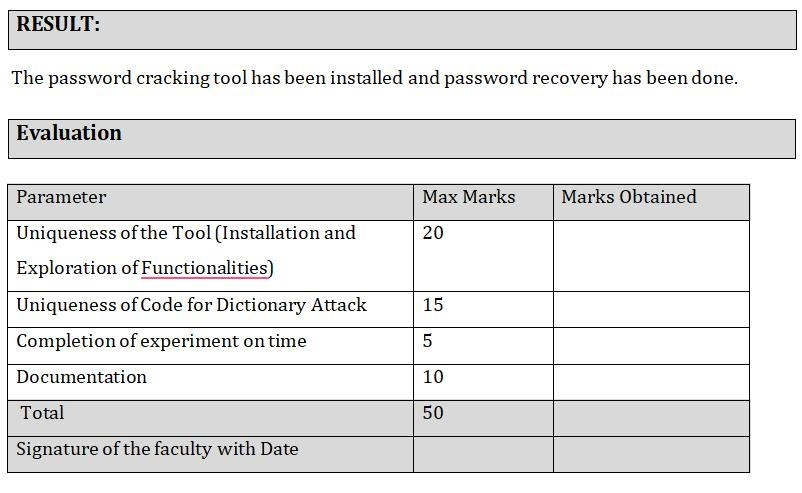 RESULT:
The password cracking tool has been installed and password recovery has been done.
Evaluation
Parameter Max Marks Marks Obtained
Uniqueness of the Tool (Installation and 20
Exploration of Functionalities)
Uniqueness of Code for Dictionary Attack 15
Completion of experiment on time 5
Documentation 10
Total 50
Signature of the faculty with Date